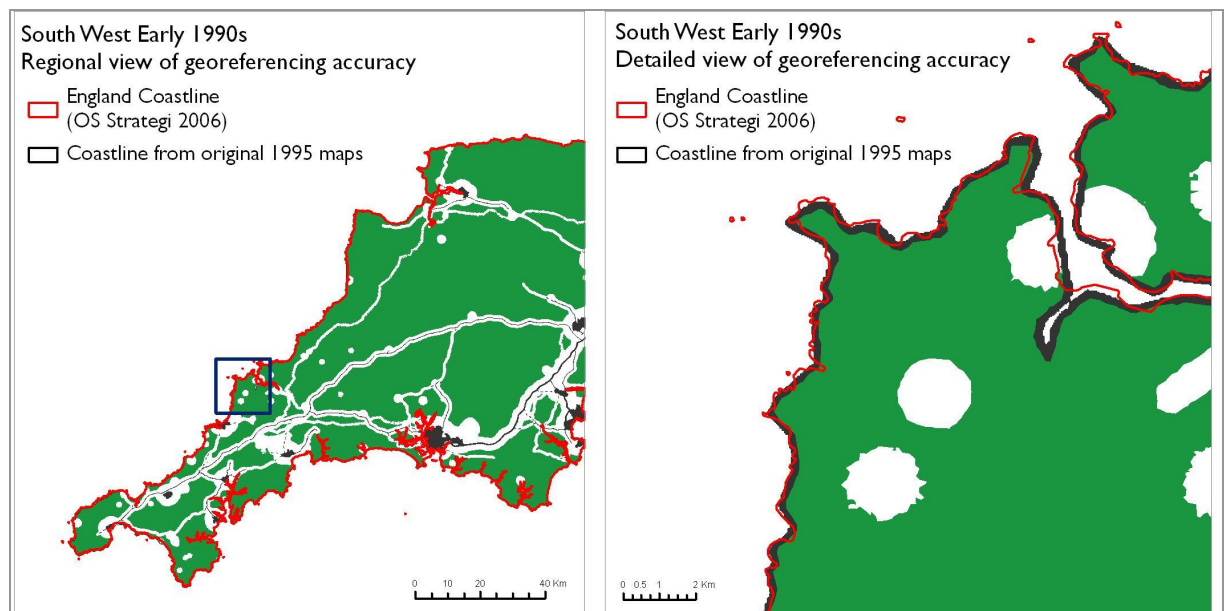 South West Early 1990s
Regional view of georeferencing accuracy
England Coastline
(OS Strategi 2006)
Coastline from original 1995 maps
0 10 20 40 Km
South West Early 1990s
Detailed view of georeferencing accuracy
England Coastline
(OS Strategi 2006)
Coastline from original 1995 maps
0 0.5 1 2 Km